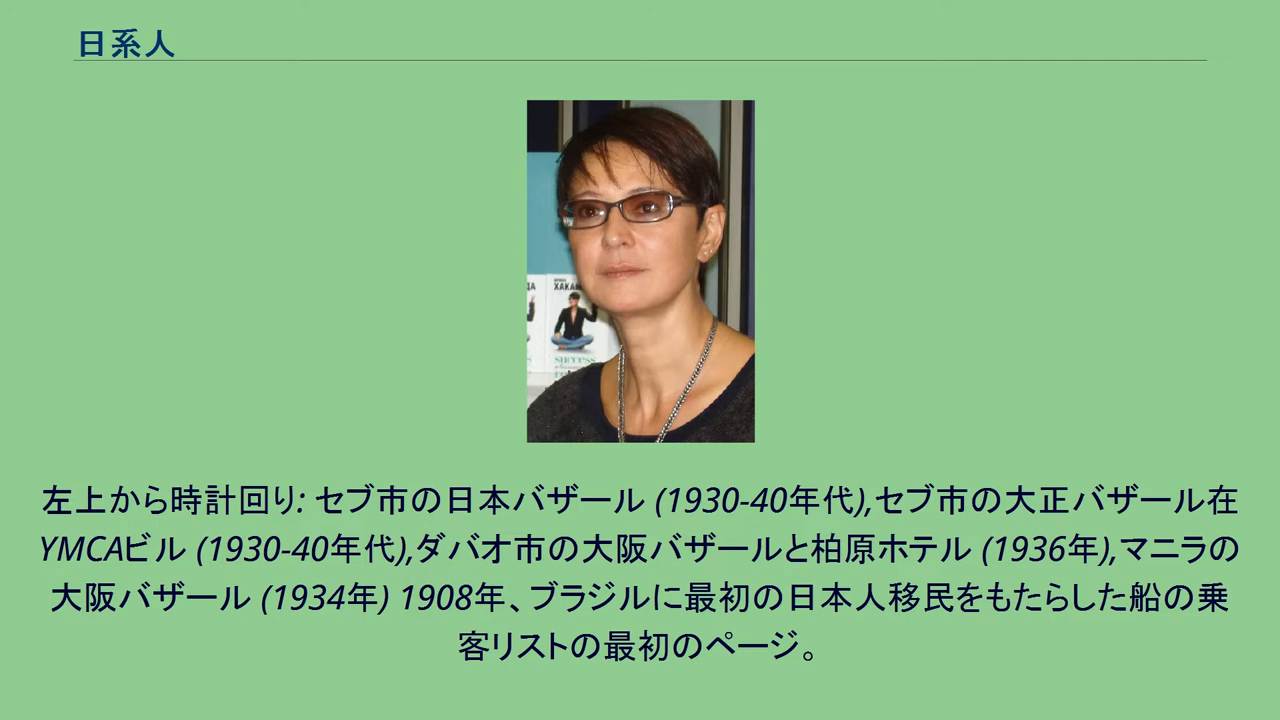 日系人
ХАКАМ
success
左上から時計回り: セブ市の日本バザール (1930-40年代),セブ市の大正バザール在
YMCAビル (1930-40年代),ダバオ市の大阪バザールと柏原ホテル (1936年),マニラの
大阪バザール (1934年) 1908年、ブラジルに最初の日本人移民をもたらした船の乗
客リストの最初のページ。